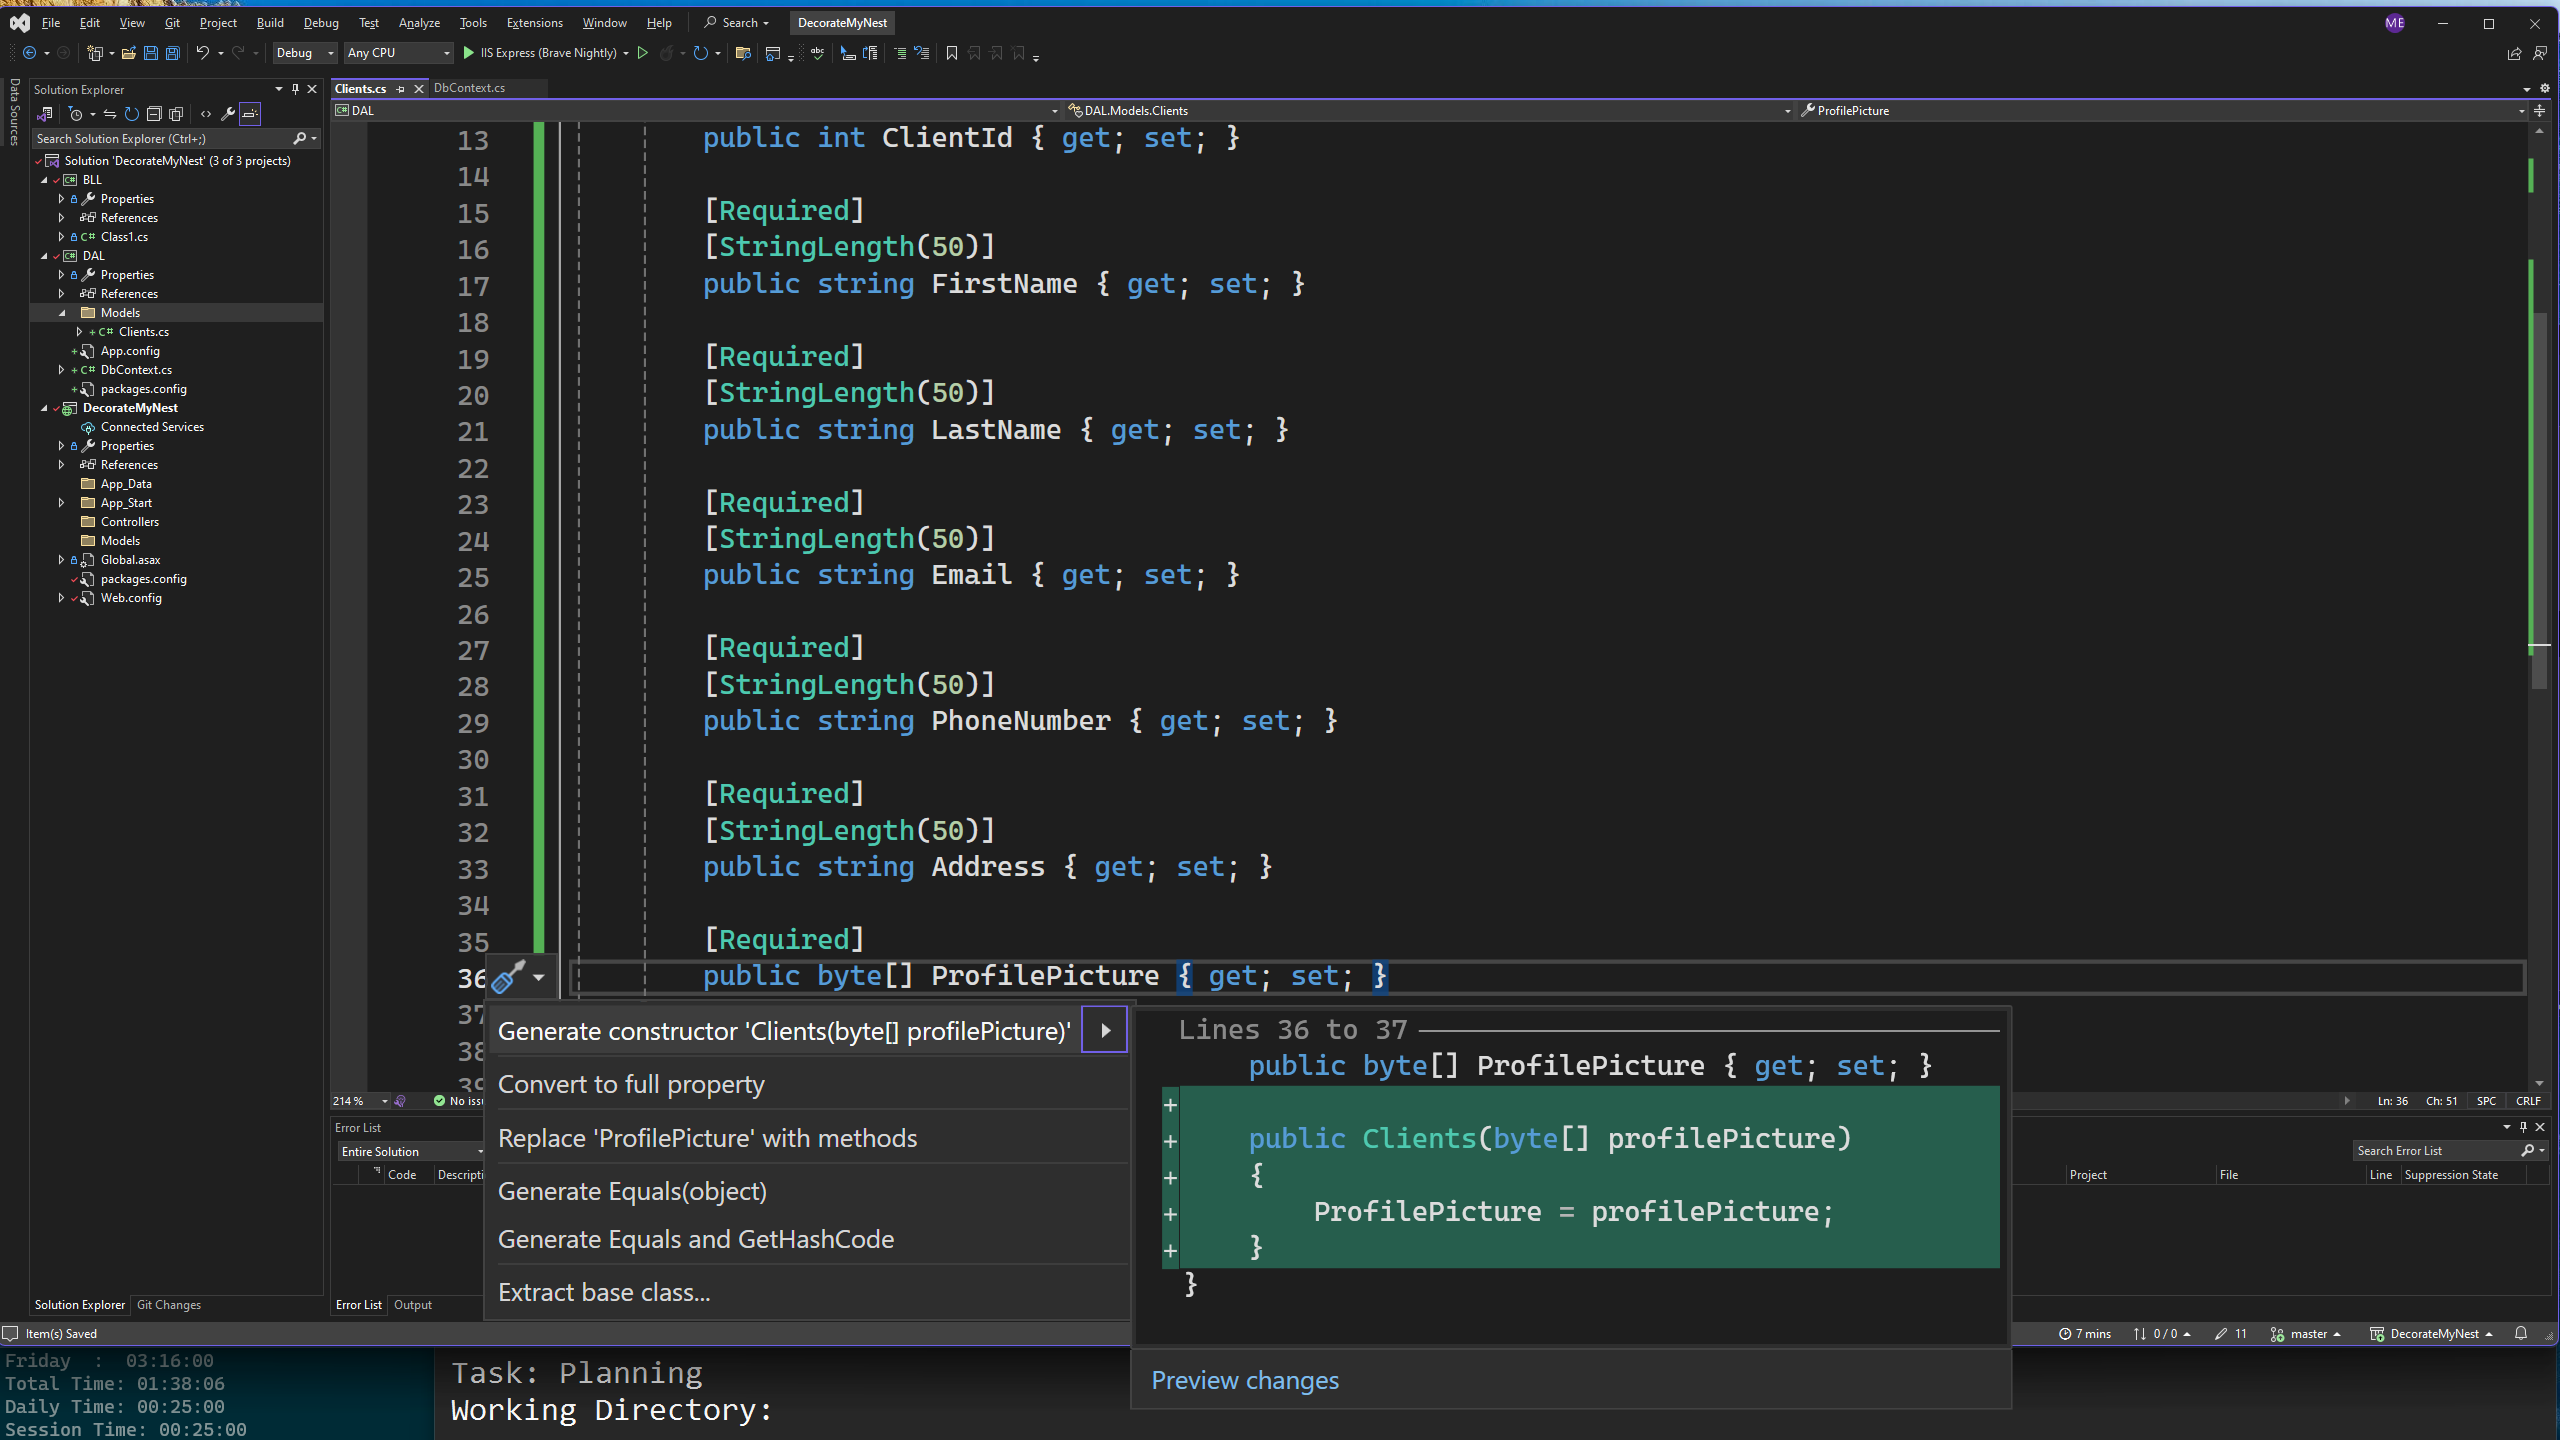 File Edit View Git Project Build Debug Test Analyze Tools Extensions Window Help Search DecorateMyNest ME
Debug Any CPU IIS Express (Brave Nightly)
Data Sources
Solution Explorer
Search Solution Explorer (Ctrl+;)
Solution 'DecorateMyNest' (3 of 3 projects)
BLL
Properties
References
C# Class1.cs
DAL
Properties
References
Models
C# Clients.cs
App.config
C# DbContext.cs
packages.config
DecorateMyNest
Connected Services
Properties
References
App_Data
App_Start
Controllers
Models
Global.asax
packages.config
Web.config
Solution Explorer Git Changes
Clients.cs DbContext.cs
DAL DAL.Models.Clients ProfilePicture
13 public int ClientId { get; set; }
14
15 [Required]
16 [StringLength(50)]
17 public string FirstName { get; set; }
18
19 [Required]
20 [StringLength(50)]
21 public string LastName { get; set; }
22
23 [Required]
24 [StringLength(50)]
25 public string Email { get; set; }
26
27 [Required]
28 [StringLength(50)]
29 public string PhoneNumber { get; set; }
30
31 [Required]
32 [StringLength(50)]
33 public string Address { get; set; }
34
35 [Required]
36 public byte[] ProfilePicture { get; set; }
37
38
39
Generate constructor 'Clients(byte[] profilePicture)'
Convert to full property
Replace 'ProfilePicture' with methods
Generate Equals(object)
Generate Equals and GetHashCode
Extract base class...
Lines 36 to 37
public byte[] ProfilePicture { get; set; }
+
+ public Clients(byte[] profilePicture)
+ {
+ ProfilePicture = profilePicture;
+ }
}
Preview changes
214 % No issu Ln: 36 Ch: 51 SPC CRLF
Error List
Entire Solution Search Error List
Code Descripti Project File Line Suppression State
Error List Output
Item(s) Saved 7 mins 0 / 0 11 master DecorateMyNest
Friday : 03:16:00
Total Time: 01:38:06
Daily Time: 00:25:00
Session Time: 00:25:00
Task: Planning
Working Directory: